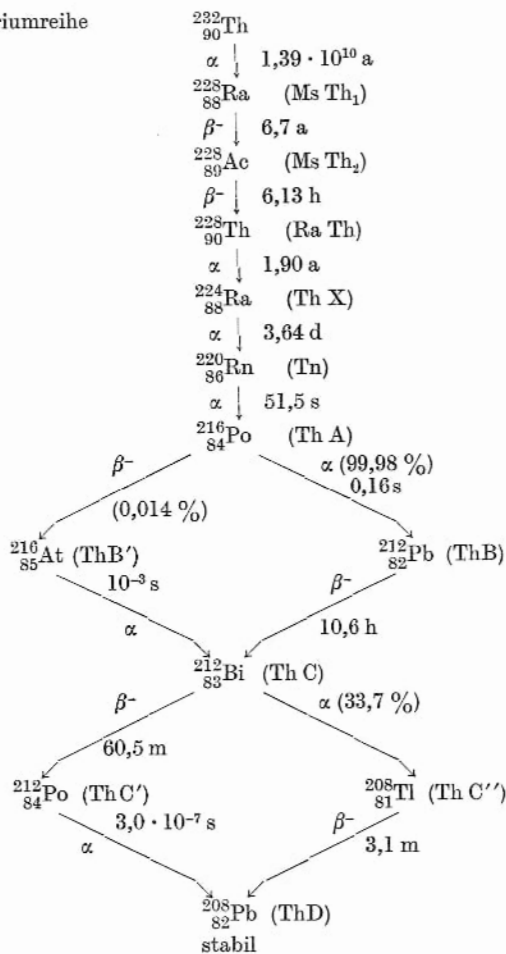 riumreihe
²³²₉₀Th
α 1,39 · 10¹⁰ a
²²⁸₈₈Ra (Ms Th₁)
β⁻ 6,7 a
²²⁸₈₉Ac (Ms Th₂)
β⁻ 6,13 h
²²⁸₉₀Th (Ra Th)
α 1,90 a
²²⁴₈₈Ra (Th X)
α 3,64 d
²²⁰₈₆Rn (Tn)
α 51,5 s
²¹⁶₈₄Po (Th A)
β⁻ α (99,98 %)
(0,014 %) 0,16 s
²¹⁶₈₅At (ThB′) ²¹²₈₂Pb (ThB)
10⁻³ s β⁻
α 10,6 h
²¹²₈₃Bi (Th C)
β⁻ α (33,7 %)
60,5 m
²¹²₈₄Po (ThC′) ²⁰⁸₈₁Tl (Th C′′)
3,0 · 10⁻⁷ s β⁻
α 3,1 m
²⁰⁸₈₂Pb (ThD)
stabil